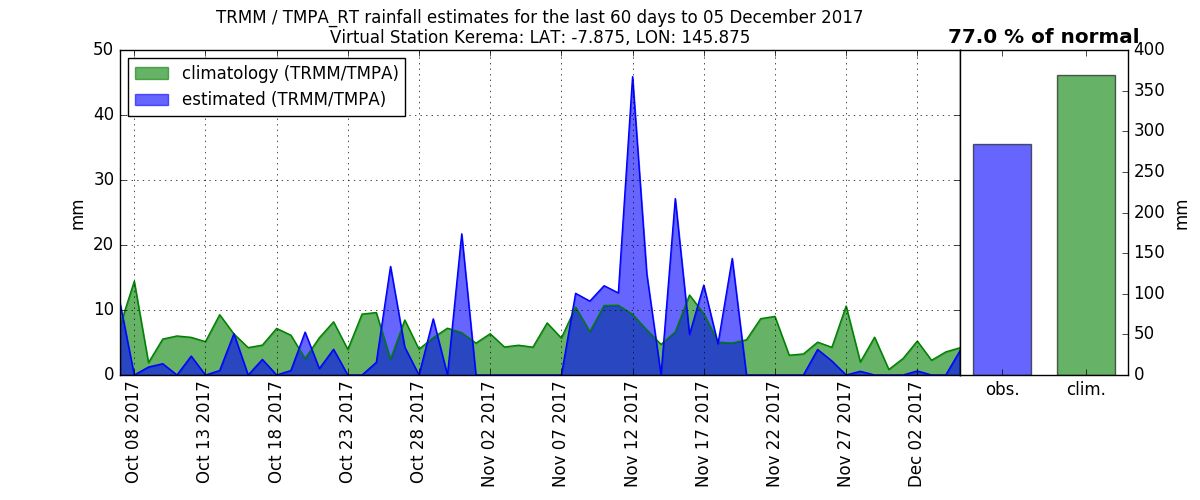 TRMM / TMPA_RT rainfall estimates for the last 60 days to 05 December 2017
Virtual Station Kerema: LAT: -7.875, LON: 145.875
77.0 % of normal
climatology (TRMM/TMPA)
estimated (TRMM/TMPA)
mm
50
40
30
20
10
0
Oct 08 2017
Oct 13 2017
Oct 18 2017
Oct 23 2017
Oct 28 2017
Nov 02 2017
Nov 07 2017
Nov 12 2017
Nov 17 2017
Nov 22 2017
Nov 27 2017
Dec 02 2017
obs.
clim.
400
350
300
250
200
150
100
50
0
mm